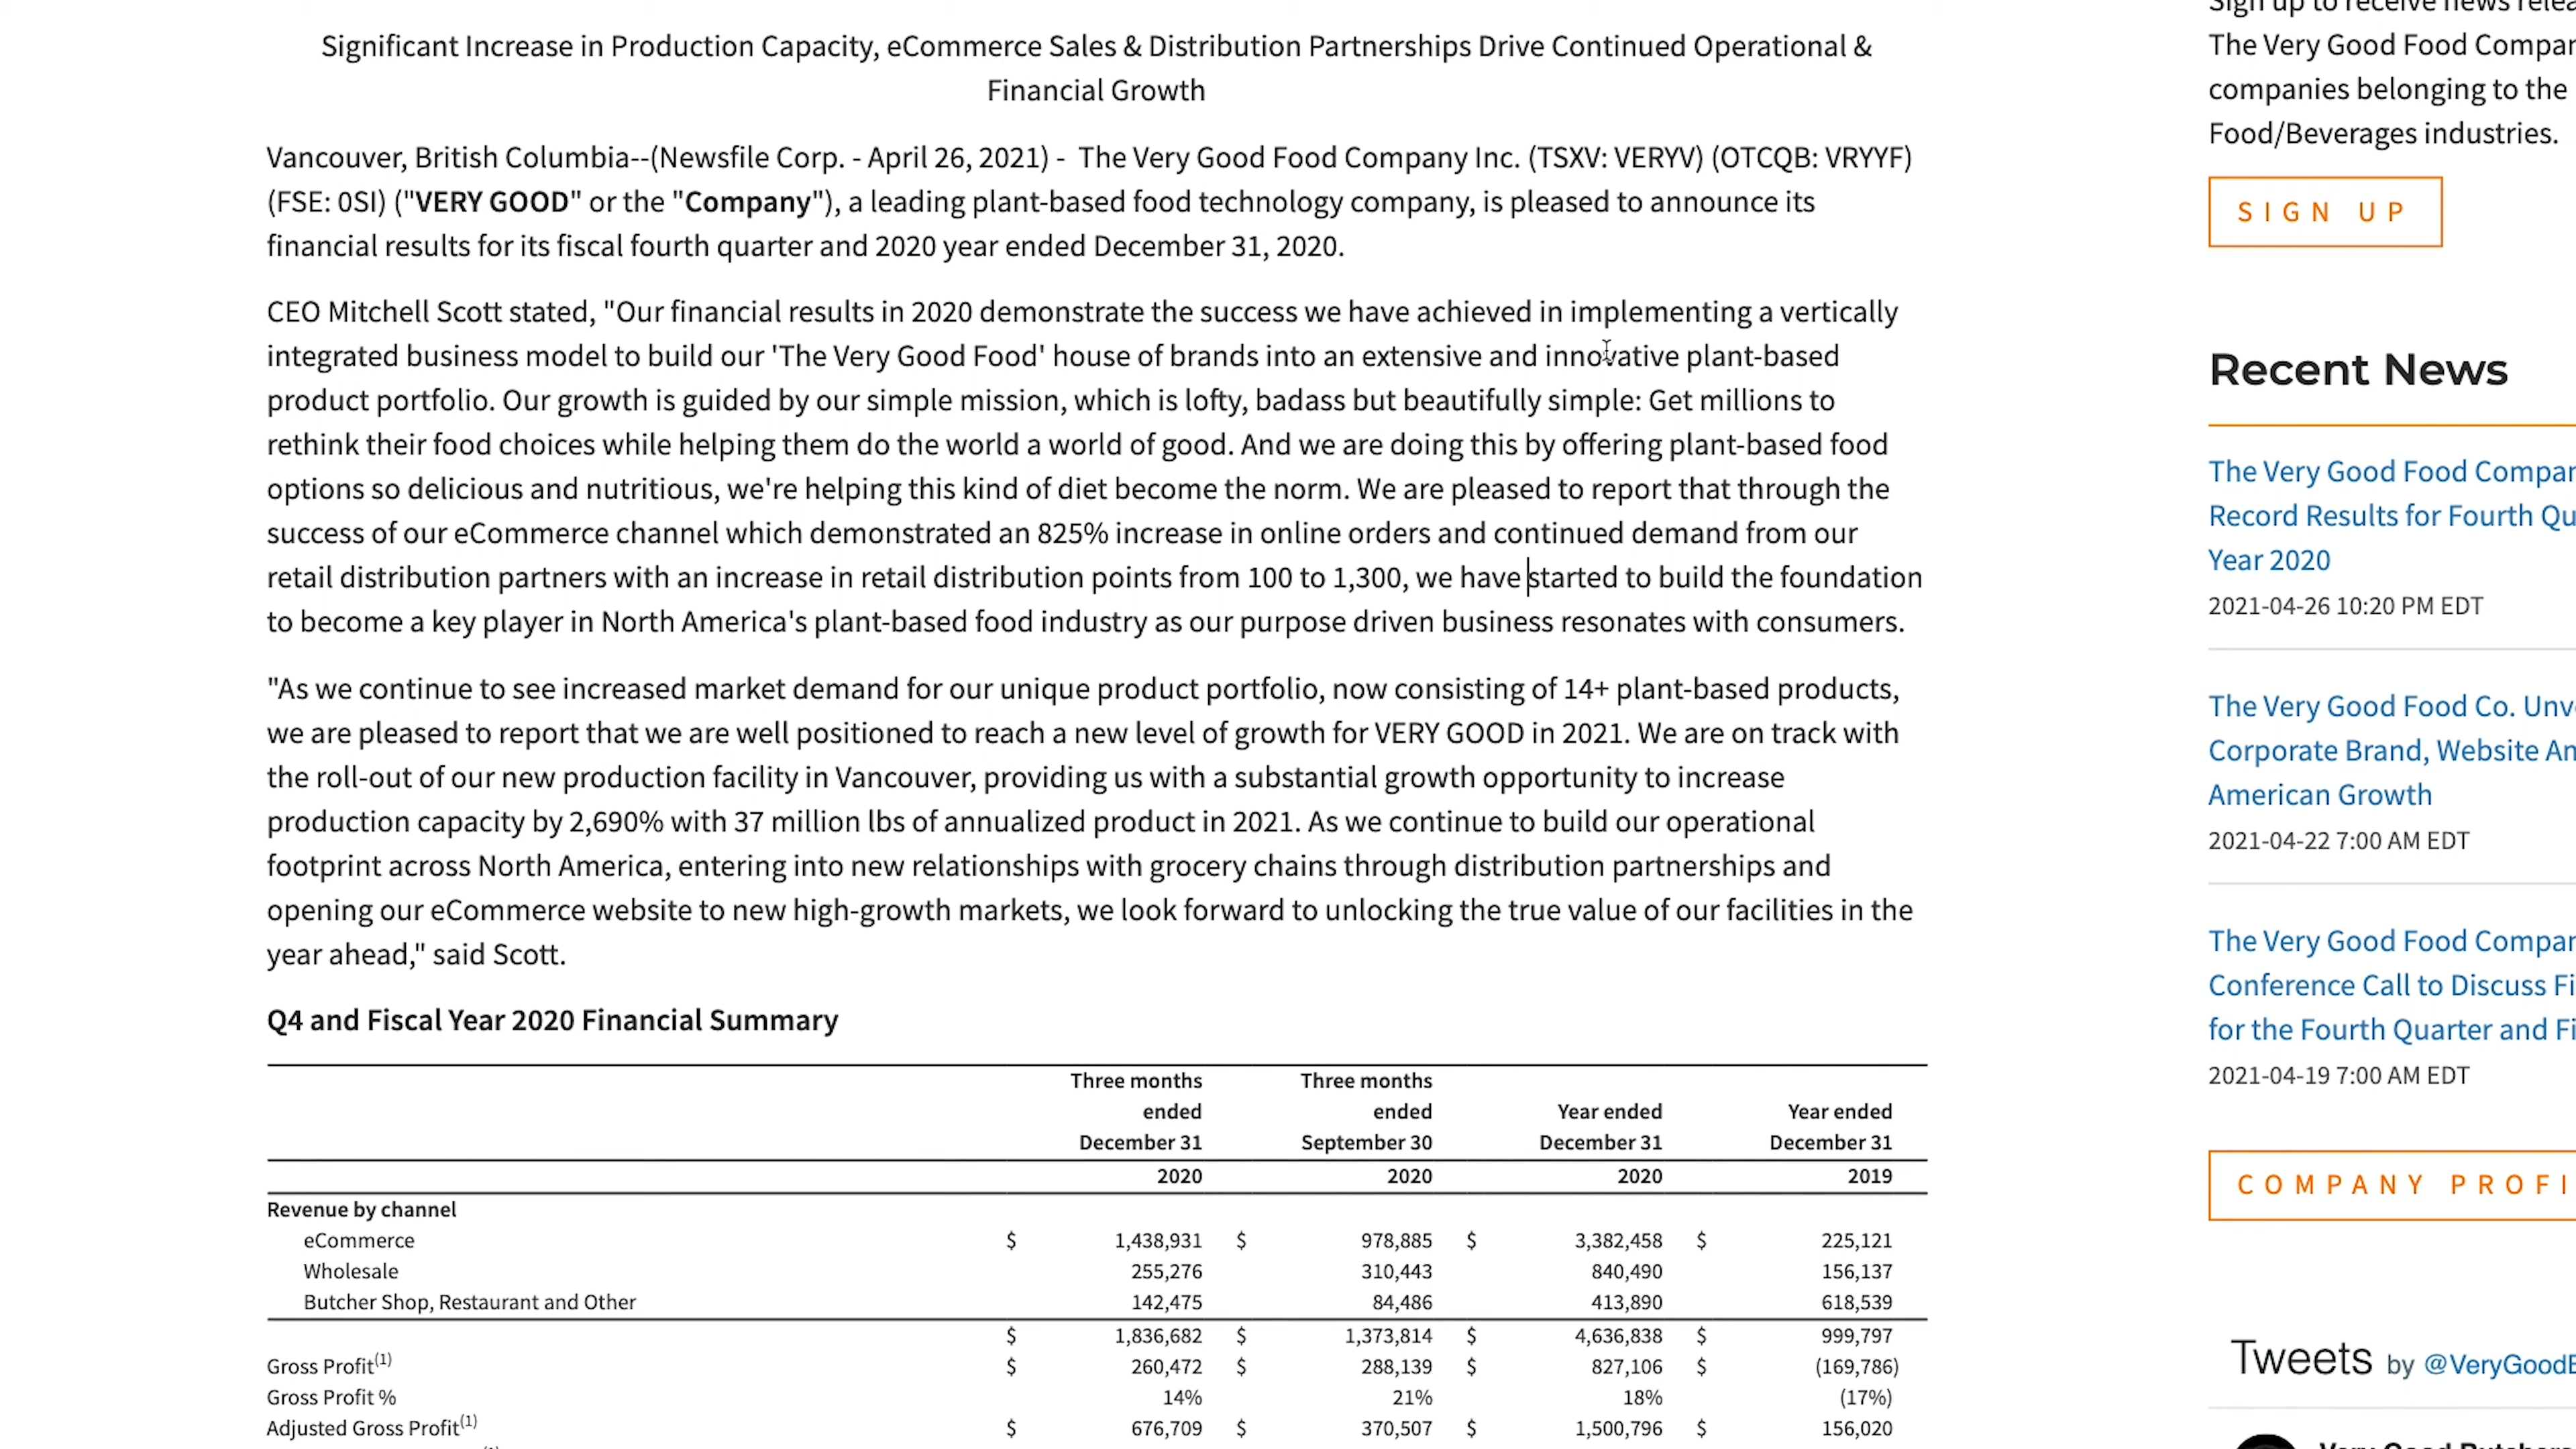 Significant Increase in Production Capacity, eCommerce Sales & Distribution Partnerships Drive Continued Operational &
Financial Growth
Vancouver, British Columbia--(Newsfile Corp. - April 26, 2021) - The Very Good Food Company Inc. (TSXV: VERYV) (OTCQB: VRYYF)
(FSE: 0SI) ("VERY GOOD" or the "Company"), a leading plant-based food technology company, is pleased to announce its
financial results for its fiscal fourth quarter and 2020 year ended December 31, 2020.
CEO Mitchell Scott stated, "Our financial results in 2020 demonstrate the success we have achieved in implementing a vertically
integrated business model to build our 'The Very Good Food' house of brands into an extensive and innovative plant-based
product portfolio. Our growth is guided by our simple mission, which is lofty, badass but beautifully simple: Get millions to
rethink their food choices while helping them do the world a world of good. And we are doing this by offering plant-based food
options so delicious and nutritious, we're helping this kind of diet become the norm. We are pleased to report that through the
success of our eCommerce channel which demonstrated an 825% increase in online orders and continued demand from our
retail distribution partners with an increase in retail distribution points from 100 to 1,300, we have started to build the foundation
to become a key player in North America's plant-based food industry as our purpose driven business resonates with consumers.
"As we continue to see increased market demand for our unique product portfolio, now consisting of 14+ plant-based products,
we are pleased to report that we are well positioned to reach a new level of growth for VERY GOOD in 2021. We are on track with
the roll-out of our new production facility in Vancouver, providing us with a substantial growth opportunity to increase
production capacity by 2,690% with 37 million lbs of annualized product in 2021. As we continue to build our operational
footprint across North America, entering into new relationships with grocery chains through distribution partnerships and
opening our eCommerce website to new high-growth markets, we look forward to unlocking the true value of our facilities in the
year ahead," said Scott.
Q4 and Fiscal Year 2020 Financial Summary
Three months Three months
ended ended Year ended Year ended
December 31 September 30 December 31 December 31
2020 2020 2020 2019
Revenue by channel
eCommerce $ 1,438,931 $ 978,885 $ 3,382,458 $ 225,121
Wholesale 255,276 310,443 840,490 156,137
Butcher Shop, Restaurant and Other 142,475 84,486 413,890 618,539
$ 1,836,682 $ 1,373,814 $ 4,636,838 $ 999,797
Gross Profit(1) $ 260,472 $ 288,139 $ 827,106 $ (169,786)
Gross Profit % 14% 21% 18% (17%)
Adjusted Gross Profit(1) $ 676,709 $ 370,507 $ 1,500,796 $ 156,020
Sign up to receive news
The Very Good Food
companies belonging to the
Food/Beverages industries.
SIGN UP
Recent News
The Very Good Food
Record Results for Fourth
Year 2020
2021-04-26 10:20 PM EDT
The Very Good Food Co.
Corporate Brand, Website
American Growth
2021-04-22 7:00 AM EDT
The Very Good Food
Conference Call to Discuss
for the Fourth Quarter and
2021-04-19 7:00 AM EDT
COMPANY
Tweets by